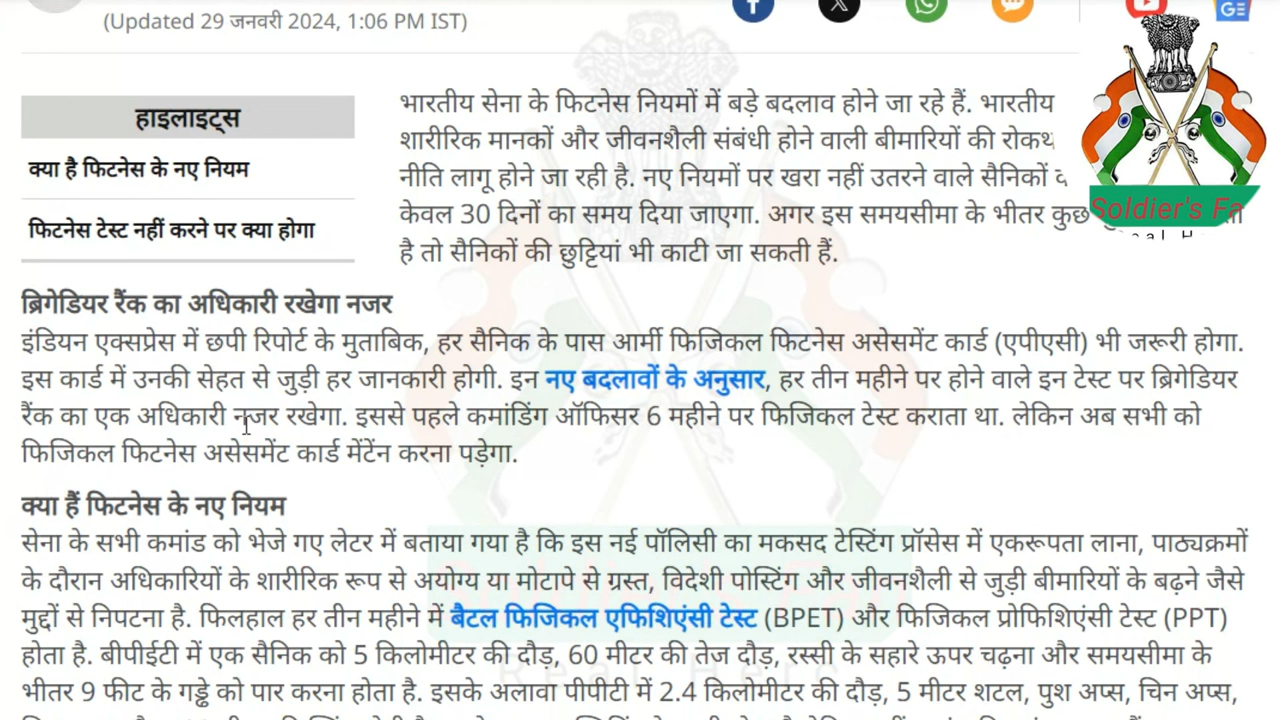 (Updated 29 जनवरी 2024, 1:06 PM IST)
हाइलाइट्स
क्या है फिटनेस के नए नियम
फिटनेस टेस्ट नहीं करने पर क्या होगा
भारतीय सेना के फिटनेस नियमों में बड़े बदलाव होने जा रहे हैं. भारतीय
शारीरिक मानकों और जीवनशैली संबंधी होने वाली बीमारियों की
नीति लागू होने जा रही है. नए नियमों पर खरा नहीं उतरने वाले सैनिकों
केवल 30 दिनों का समय दिया जाएगा. अगर इस समयसीमा के भीतर कुछ
है तो सैनिकों की छुट्टियां भी काटी जा सकती हैं.
Soldier's Fa
ब्रिगेडियर रैंक का अधिकारी रखेगा नजर
इंडियन एक्सप्रेस में छपी रिपोर्ट के मुताबिक, हर सैनिक के पास आर्मी फिजिकल फिटनेस असेसमेंट कार्ड (एपीएसी) भी जरूरी होगा.
इस कार्ड में उनकी सेहत से जुड़ी हर जानकारी होगी. इन नए बदलावों के अनुसार, हर तीन महीने पर होने वाले इन टेस्ट पर ब्रिगेडियर
रैंक का एक अधिकारी नजर रखेगा. इससे पहले कमांडिंग ऑफिसर 6 महीने पर फिजिकल टेस्ट कराता था. लेकिन अब सभी को
फिजिकल फिटनेस असेसमेंट कार्ड मेंटेंन करना पड़ेगा.
क्या हैं फिटनेस के नए नियम
सेना के सभी कमांड को भेजे गए लेटर में बताया गया है कि इस नई पॉलिसी का मकसद टेस्टिंग प्रॉसेस में एकरूपता लाना, पाठ्यक्रमों
के दौरान अधिकारियों के शारीरिक रूप से अयोग्य या मोटापे से ग्रस्त, विदेशी पोस्टिंग और जीवनशैली से जुड़ी बीमारियों के बढ़ने जैसे
मुद्दों से निपटना है. फिलहाल हर तीन महीने में बैटल फिजिकल एफिशिएंसी टेस्ट (BPET) और फिजिकल प्रोफिशिएंसी टेस्ट (PPT)
होता है. बीपीईटी में एक सैनिक को 5 किलोमीटर की दौड़, 60 मीटर की तेज दौड़, रस्सी के सहारे ऊपर चढ़ना और समयसीमा के
भीतर 9 फीट के गड्ढे को पार करना होता है. इसके अलावा पीपीटी में 2.4 किलोमीटर की दौड़, 5 मीटर शटल, पुश अप्स, चिन अप्स,